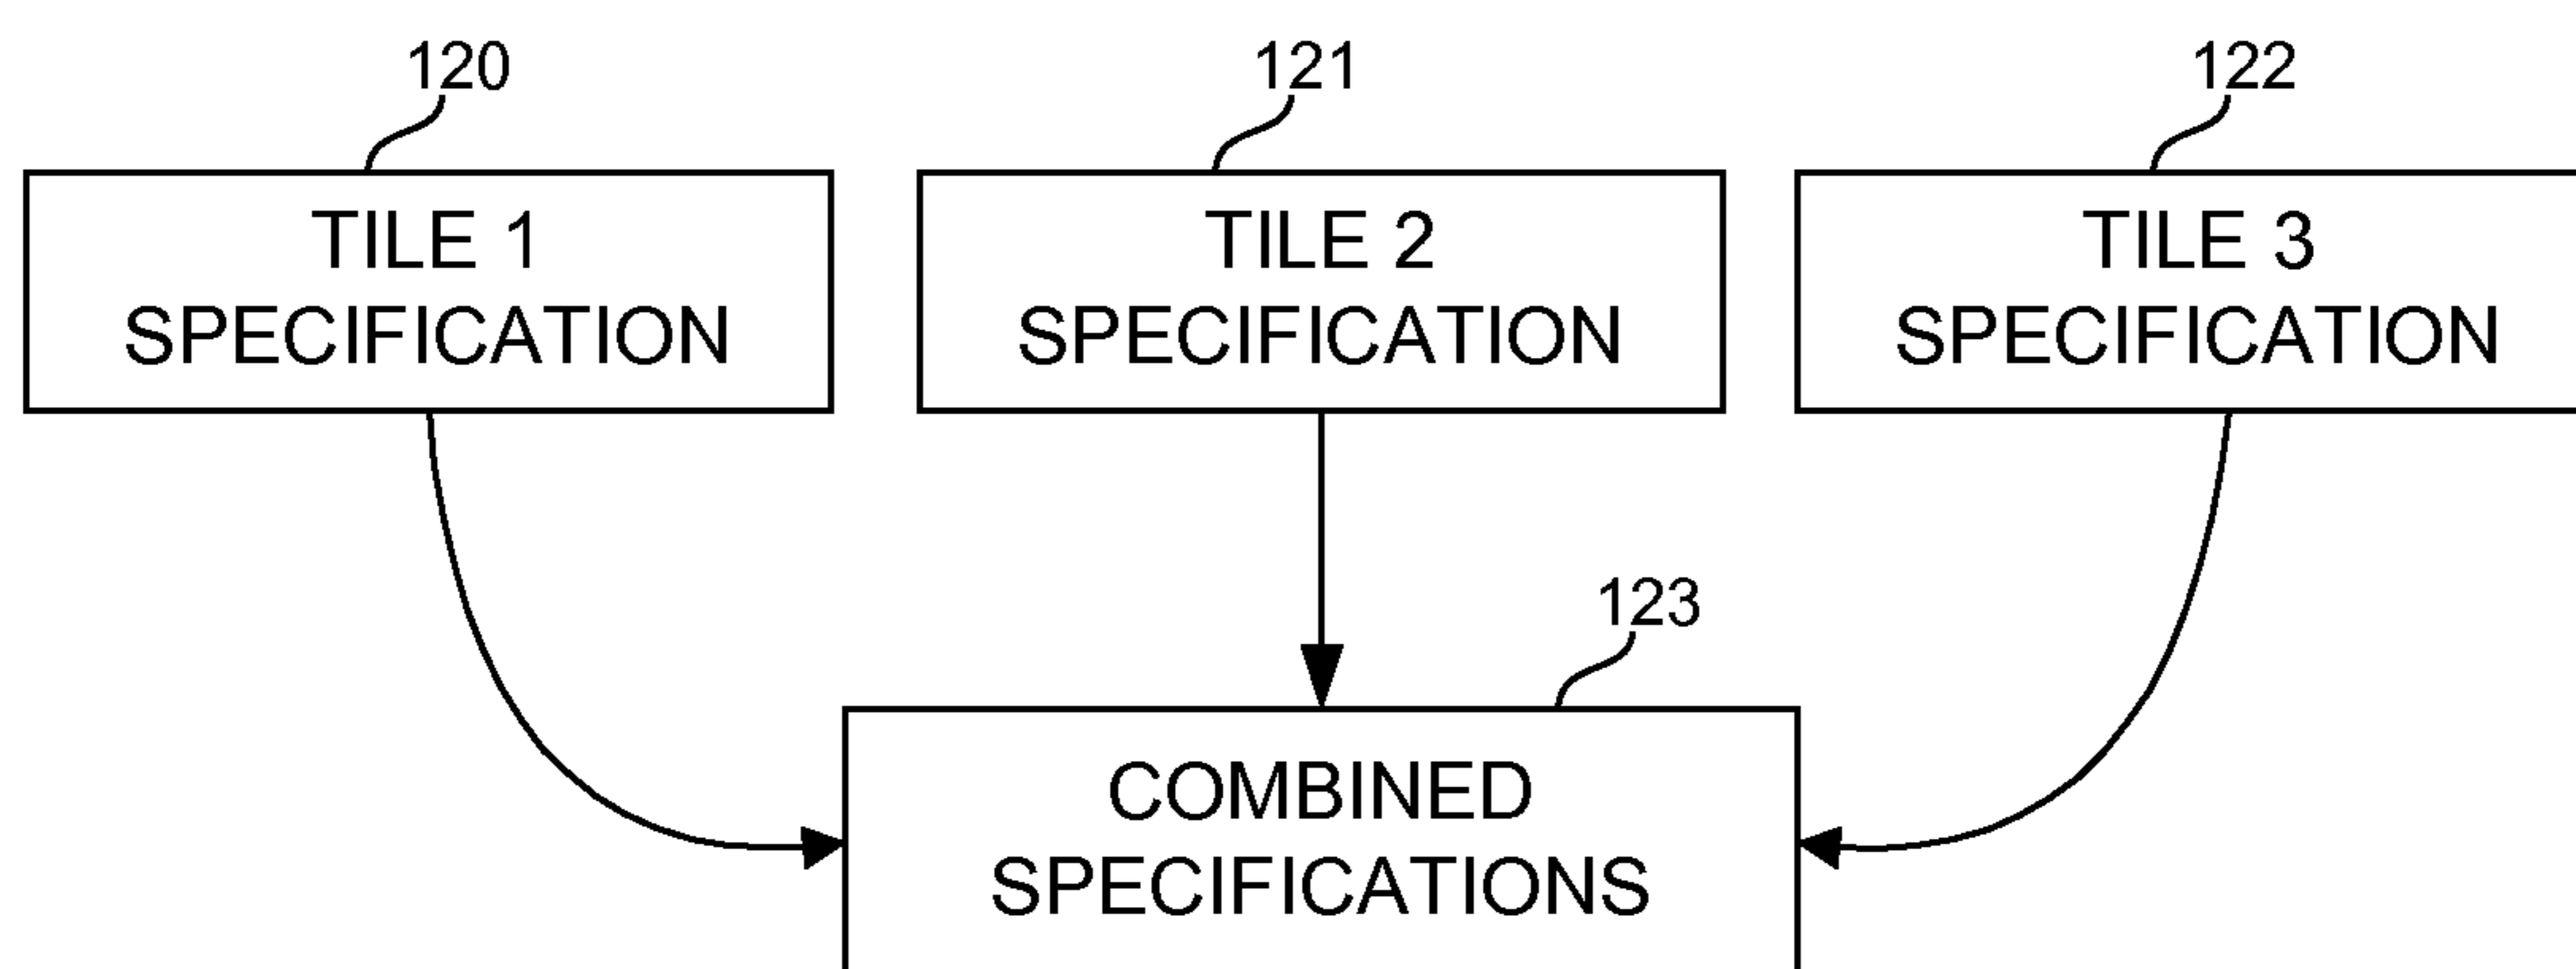 120
121
122
TILE 1
SPECIFICATION
TILE 2
SPECIFICATION
TILE 3
SPECIFICATION
123
COMBINED
SPECIFICATIONS